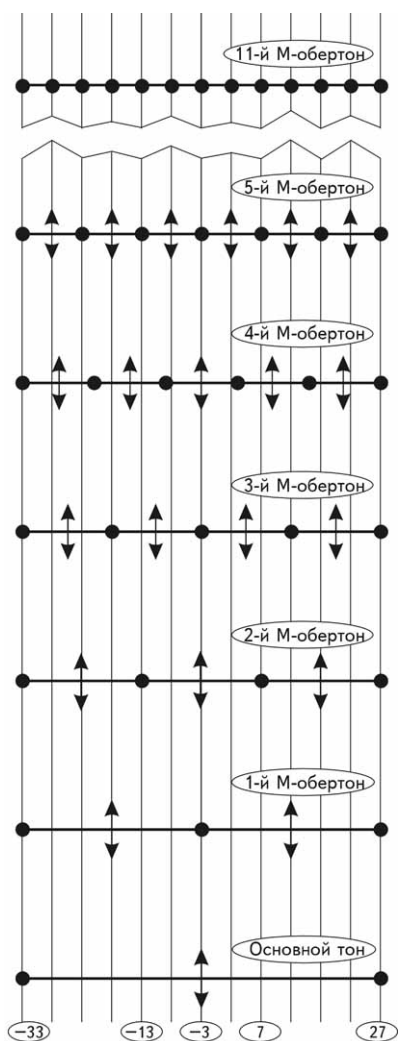 11-й М-обертон
5-й М-обертон
4-й М-обертон
3-й М-обертон
2-й М-обертон
1-й М-обертон
Основной тон
−33 −13 −3 7 27